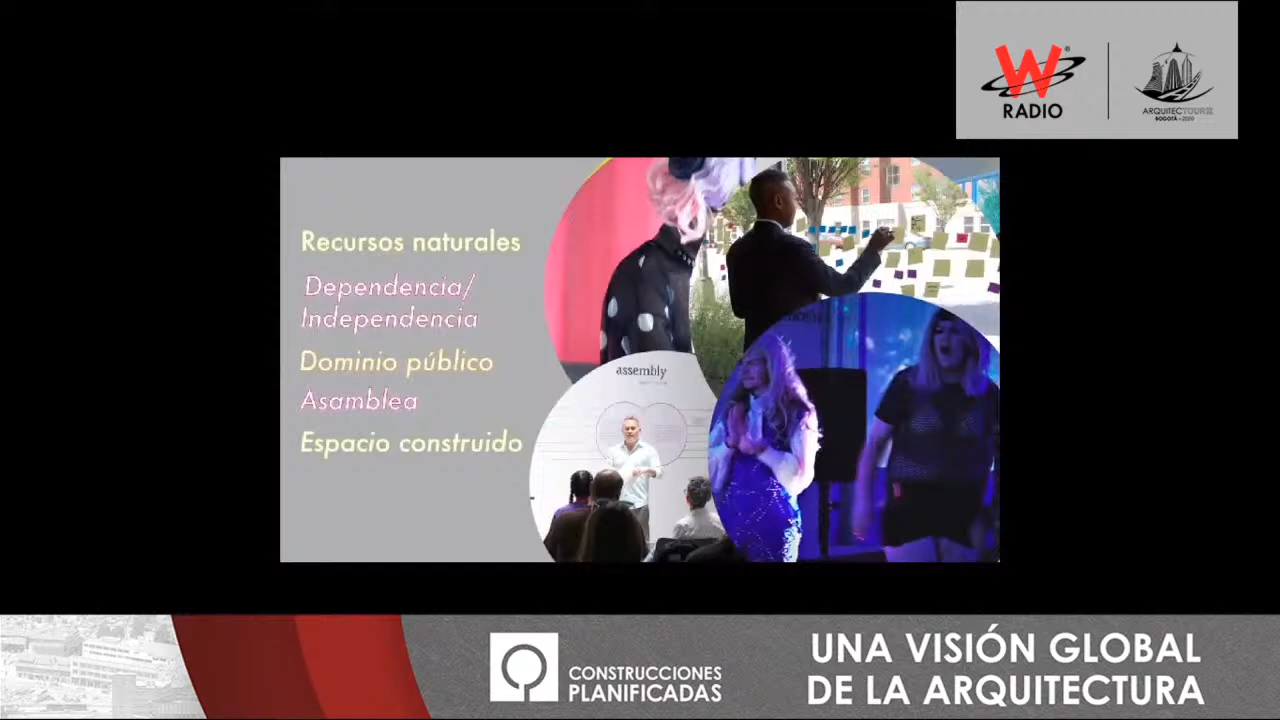 W
RADIO
ARQUITECTOUR
BOGOTÁ - 2020
Recursos naturales
Dependencia/
Independencia
Dominio público
Asamblea
Espacio construido
assembly
CONSTRUCCIONES
PLANIFICADAS
UNA VISIÓN GLOBAL
DE LA ARQUITECTURA